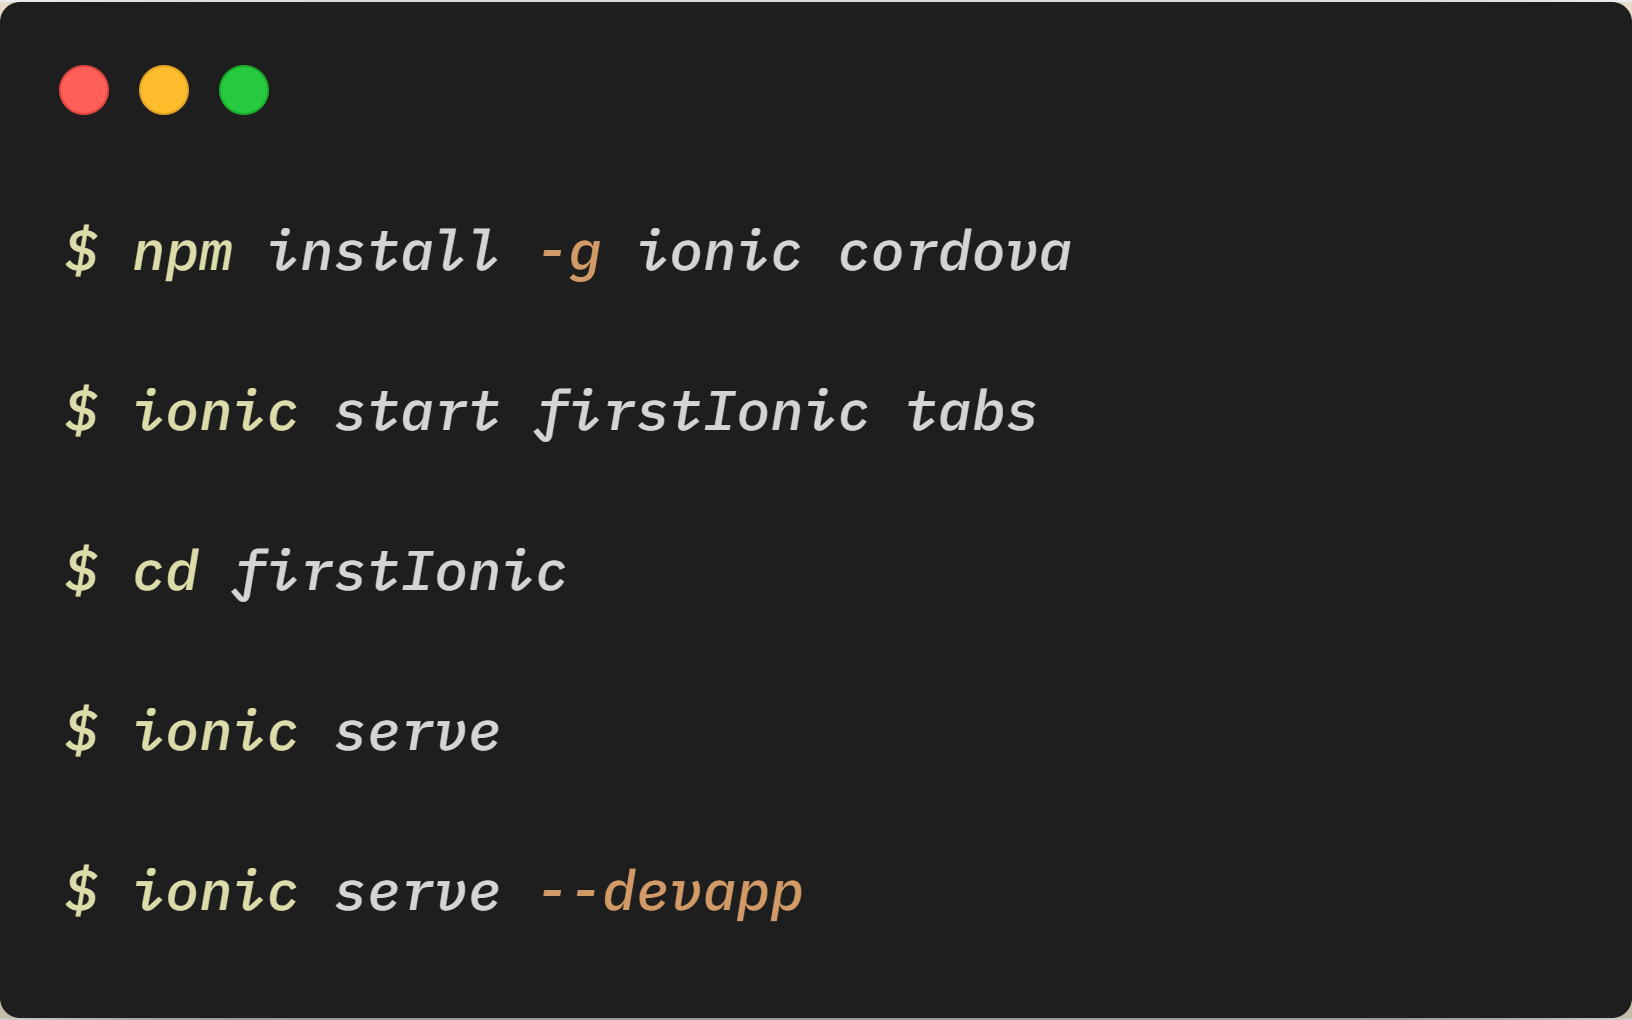 $ npm install -g ionic cordova
$ ionic start firstIonic tabs
$ cd firstIonic
$ ionic serve
$ ionic serve --devapp